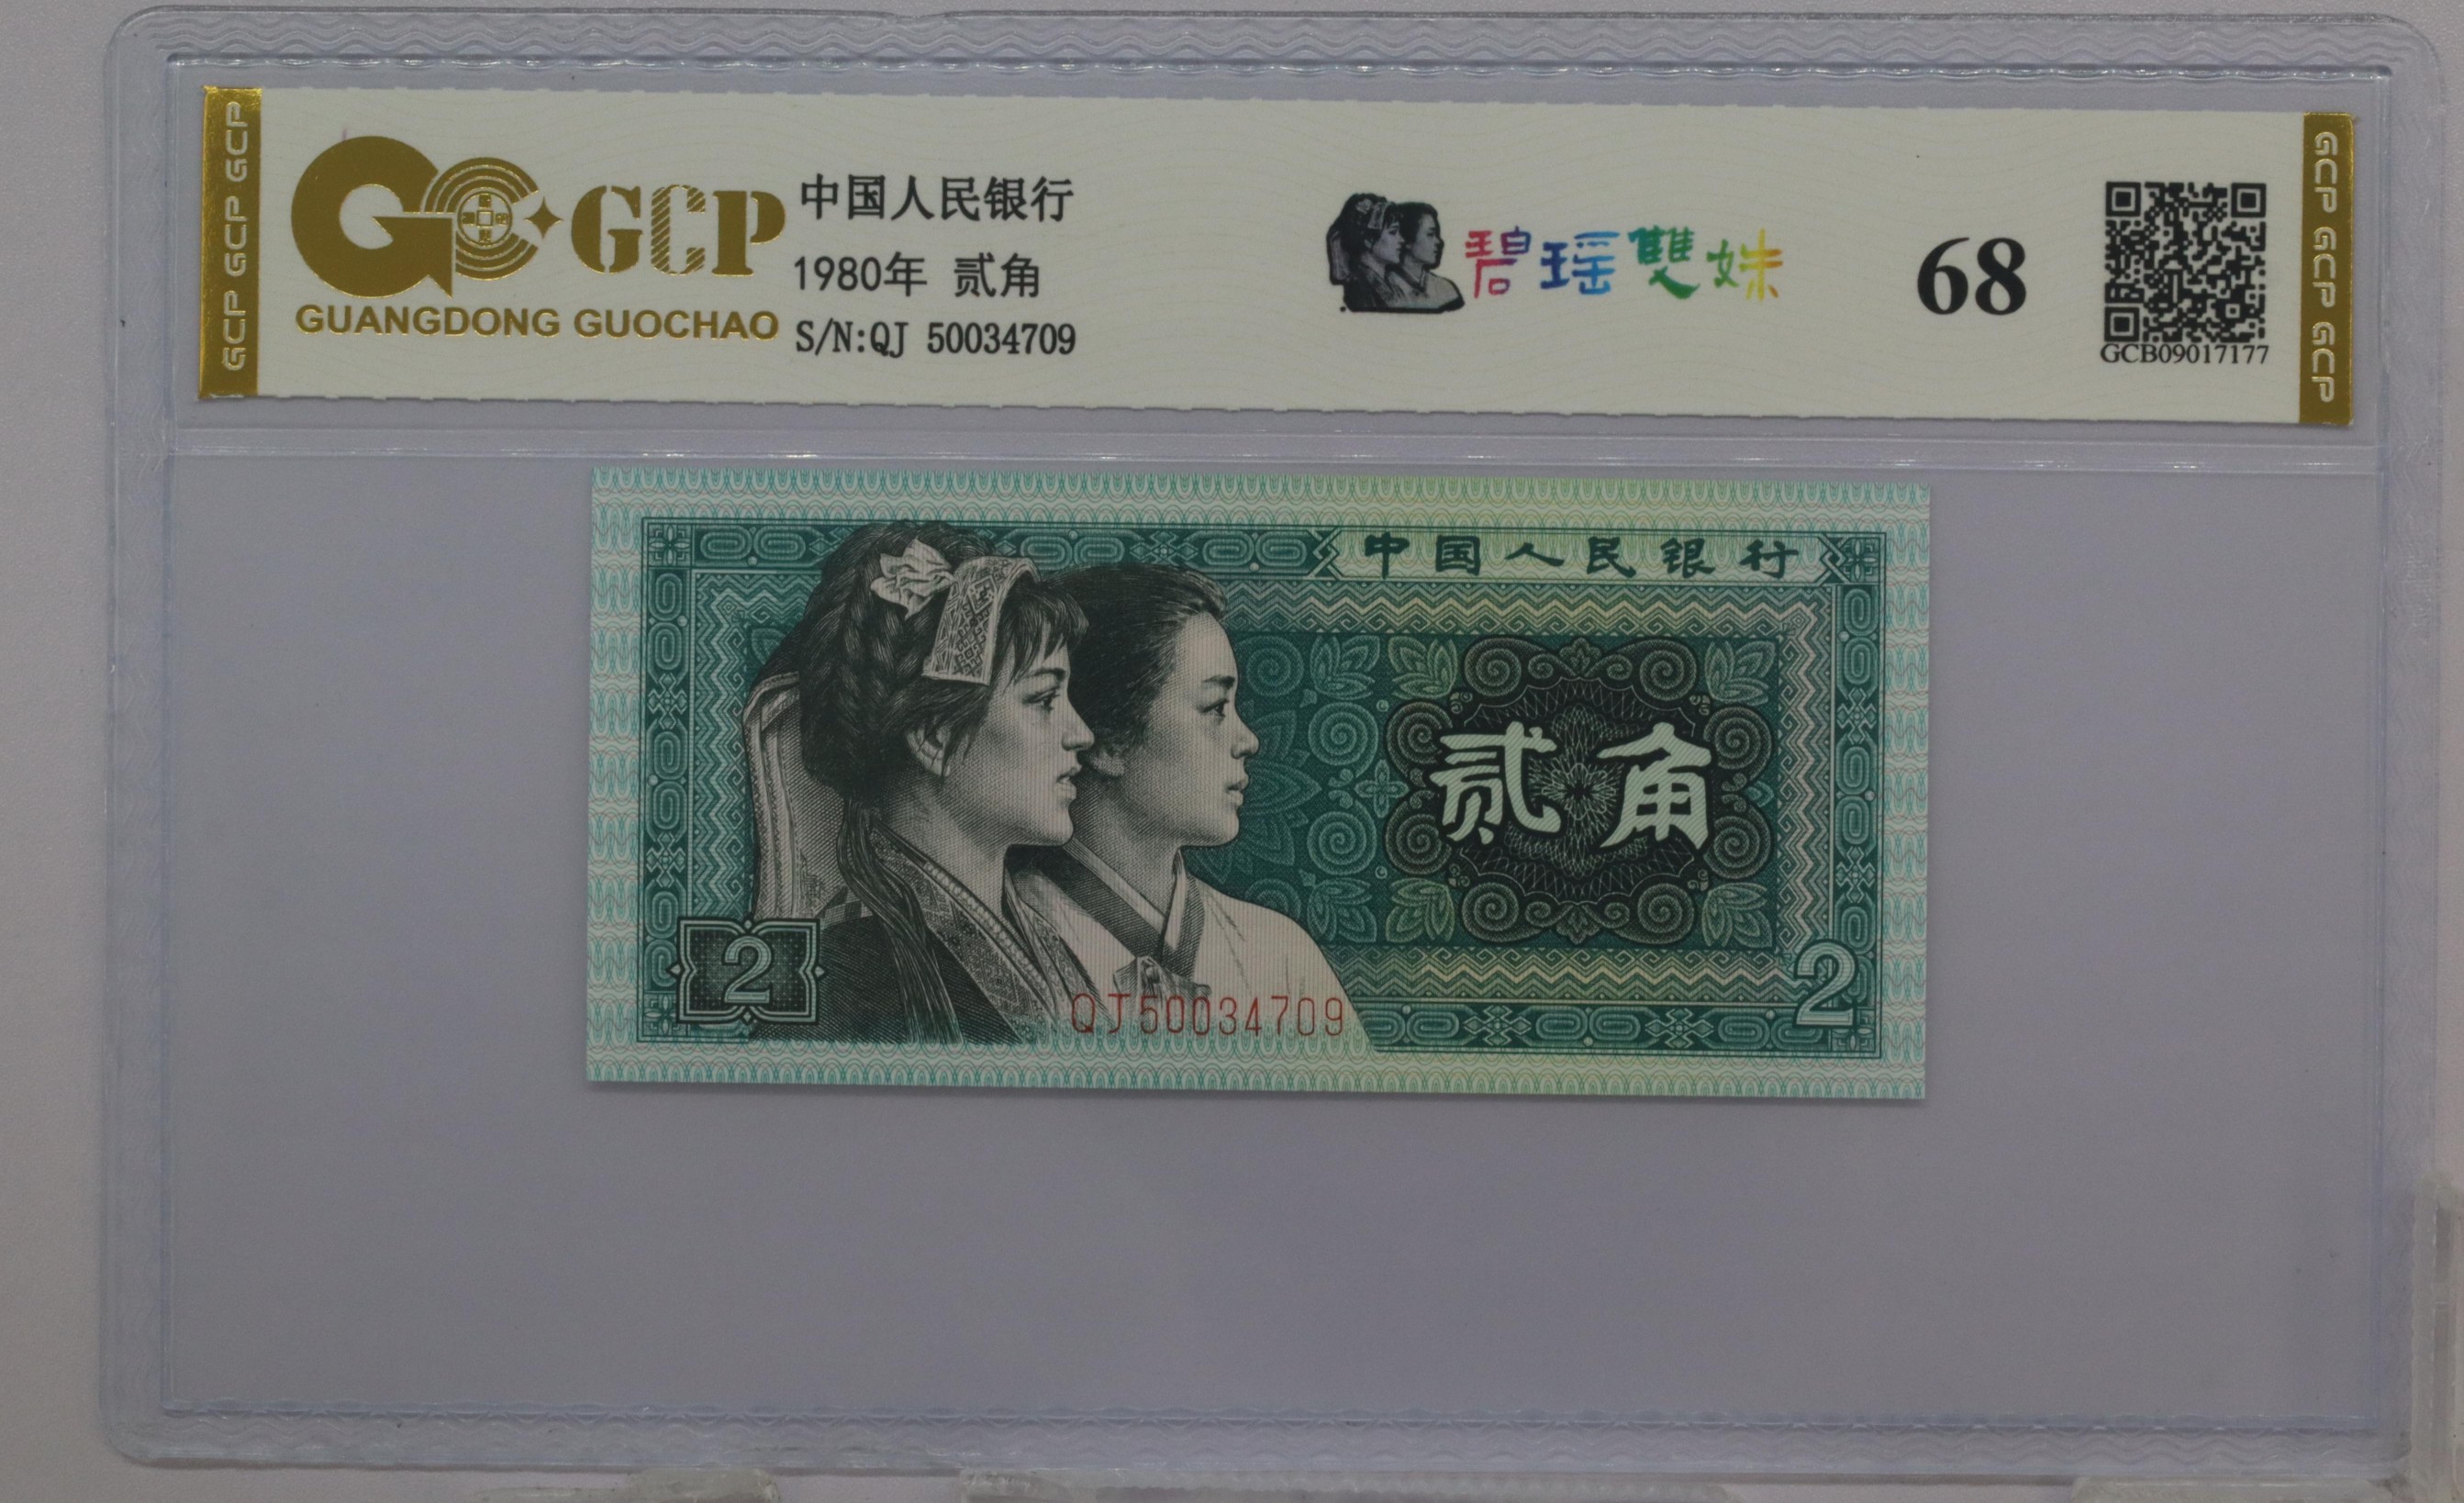 GCP GCP GCP
GCP
GUANGDONG GUOCHAO
中国人民银行
1980年 贰角
S/N:QJ 50034709
碧瑶雙姝
68
GCB09017177
GCP GCP GCP
中国人民银行
贰角
2
2
QJ50034709